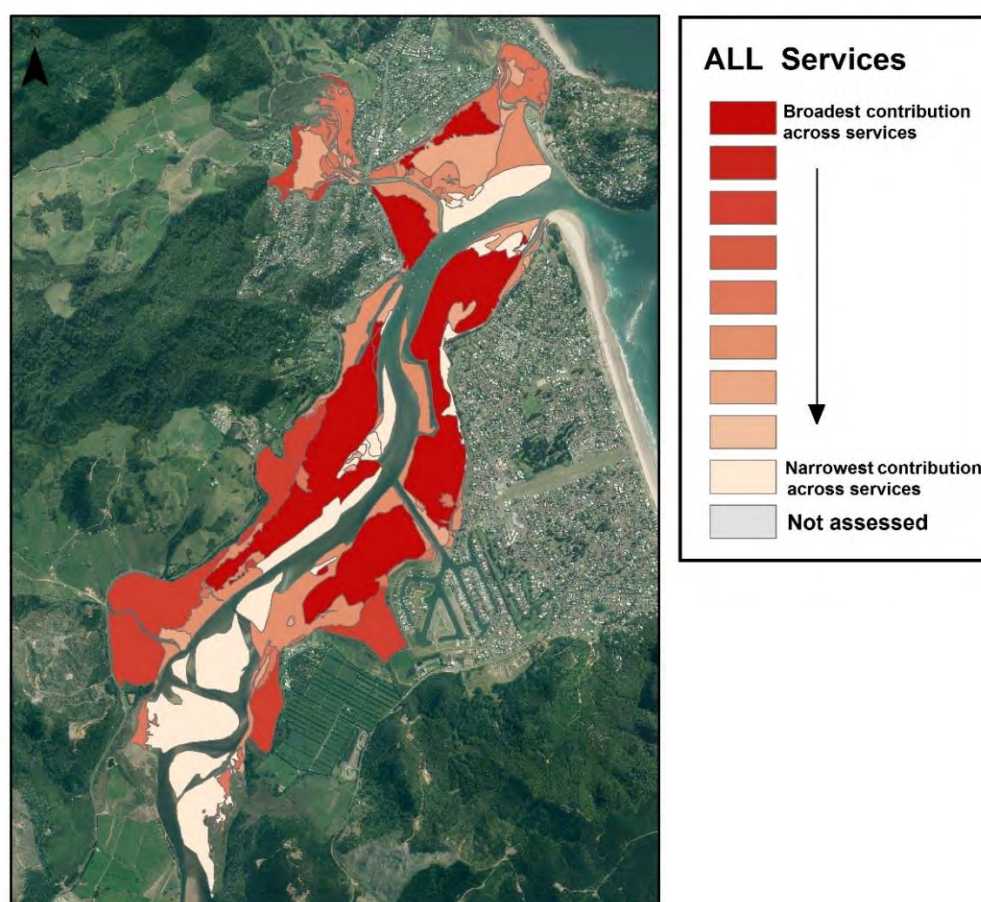 N
ALL Services
Broadest contribution
across services
Narrowest contribution
across services
Not assessed